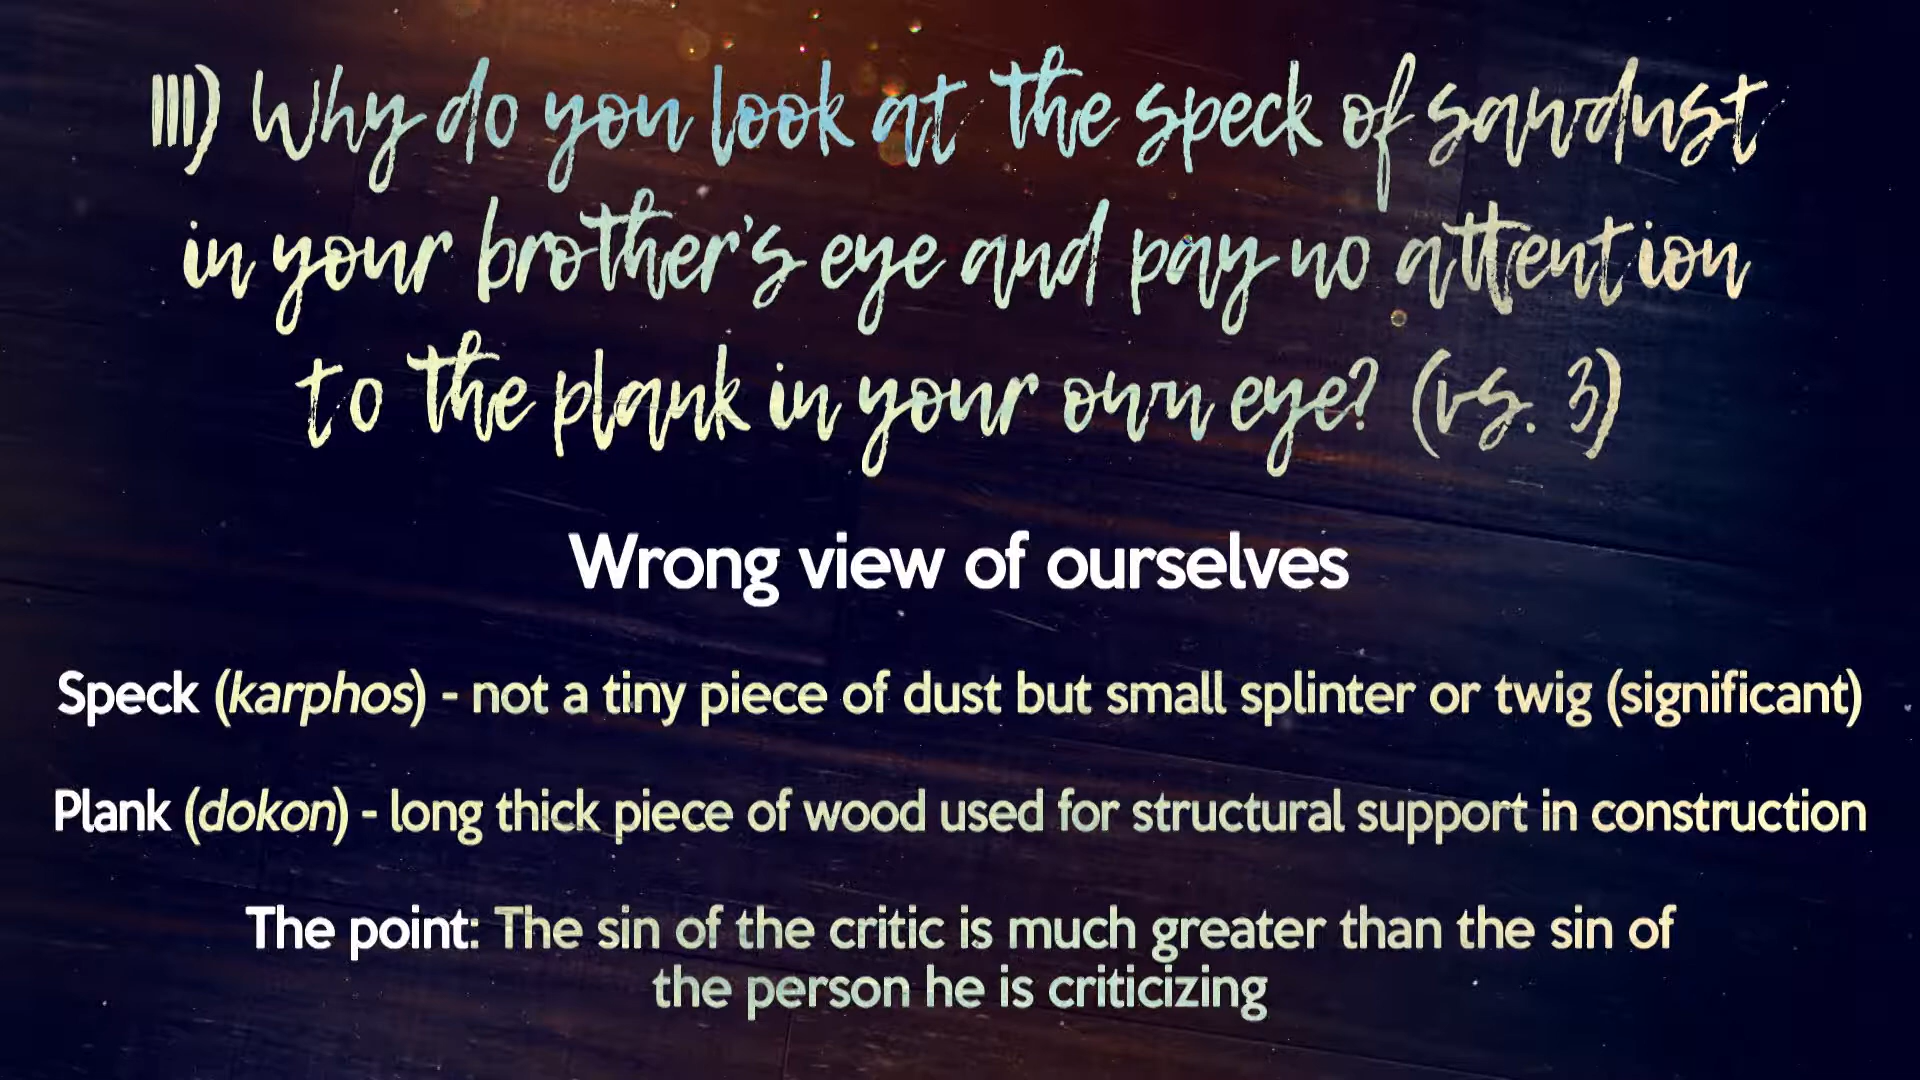 III) Why do you look at the speck of sawdust
in your brother's eye and pay no attention
to the plank in your own eye? (vs. 3)
Wrong view of ourselves
Speck (karphos) - not a tiny piece of dust but small splinter or twig (significant)
Plank (dokon) - long thick piece of wood used for structural support in construction
The point: The sin of the critic is much greater than the sin of
the person he is criticizing